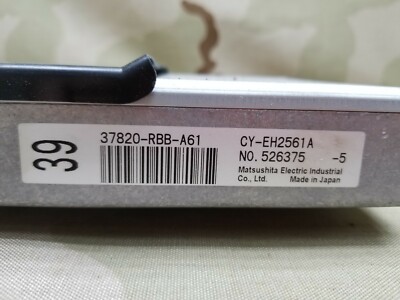 39
37820-RBB-A61
CY-EH2561A
NO.526375 -5
Matsushita Electric Industrial
Co., Ltd. Made in Japan